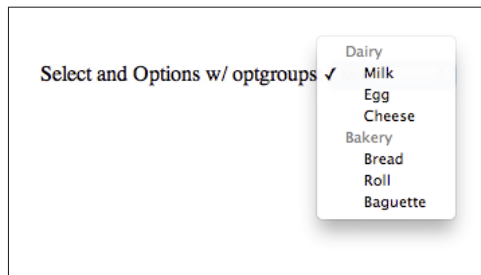 Dairy
Select and Options w/ optgroups ✓ Milk
Egg
Cheese
Bakery
Bread
Roll
Baguette